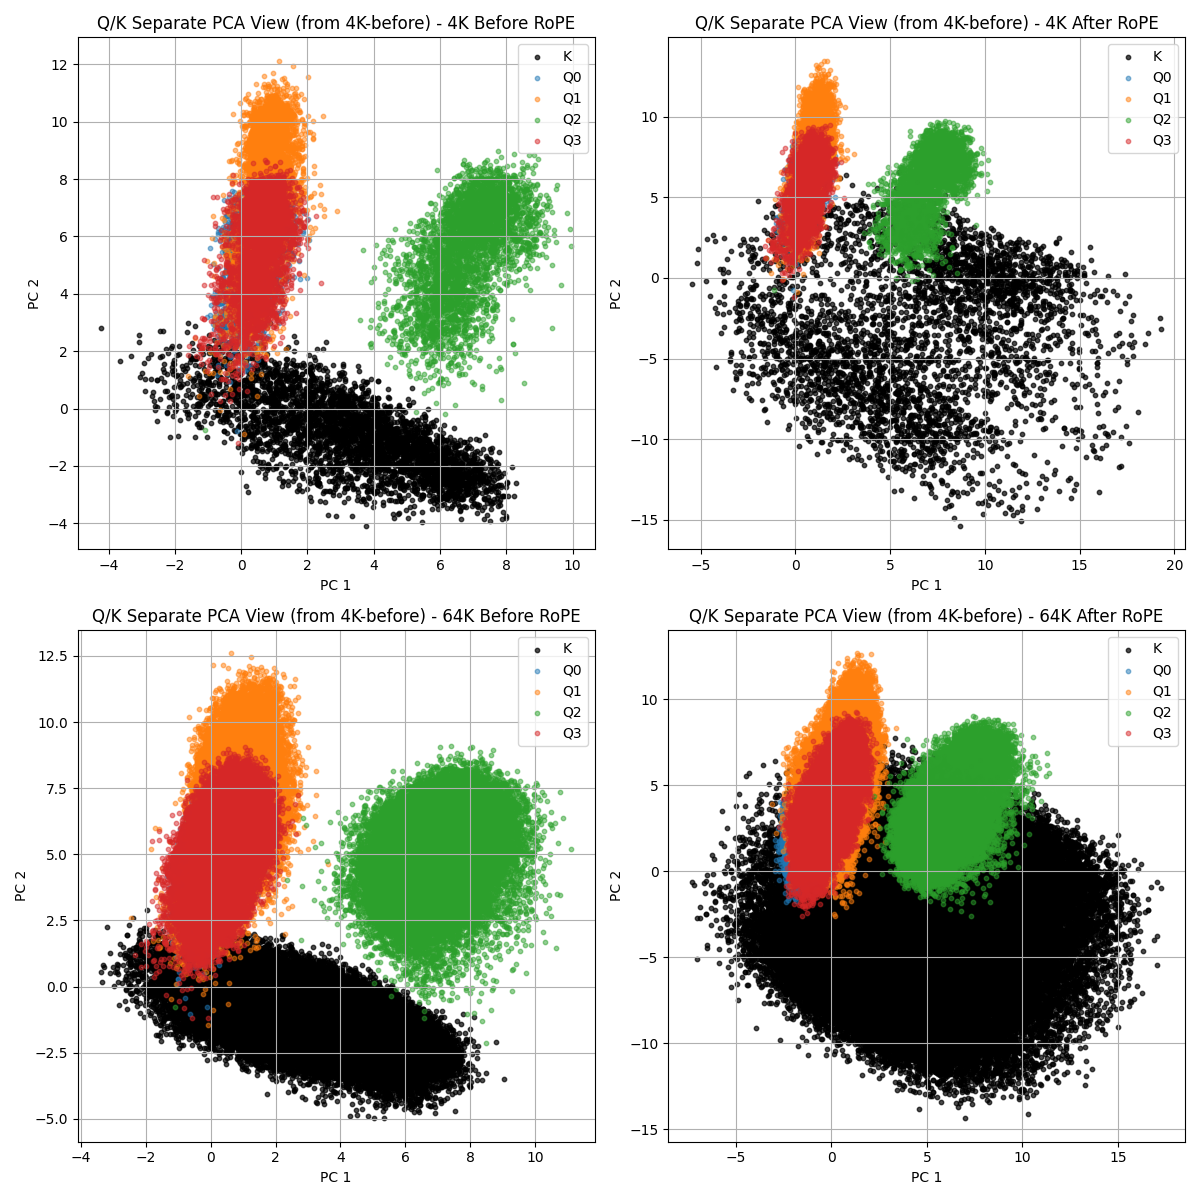 Q/K Separate PCA View (from 4K-before) - 4K Before RoPE
12
10
8
6
4
2
0
−2
−4
PC 2
−4 −2 0 2 4 6 8 10
PC 1
K
Q0
Q1
Q2
Q3
Q/K Separate PCA View (from 4K-before) - 4K After RoPE
10
5
0
−5
−10
−15
PC 2
−5 0 5 10 15 20
PC 1
K
Q0
Q1
Q2
Q3
Q/K Separate PCA View (from 4K-before) - 64K Before RoPE
12.5
10.0
7.5
5.0
2.5
0.0
−2.5
−5.0
PC 2
−4 −2 0 2 4 6 8 10
PC 1
K
Q0
Q1
Q2
Q3
Q/K Separate PCA View (from 4K-before) - 64K After RoPE
10
5
0
−5
−10
−15
PC 2
−5 0 5 10 15
PC 1
K
Q0
Q1
Q2
Q3